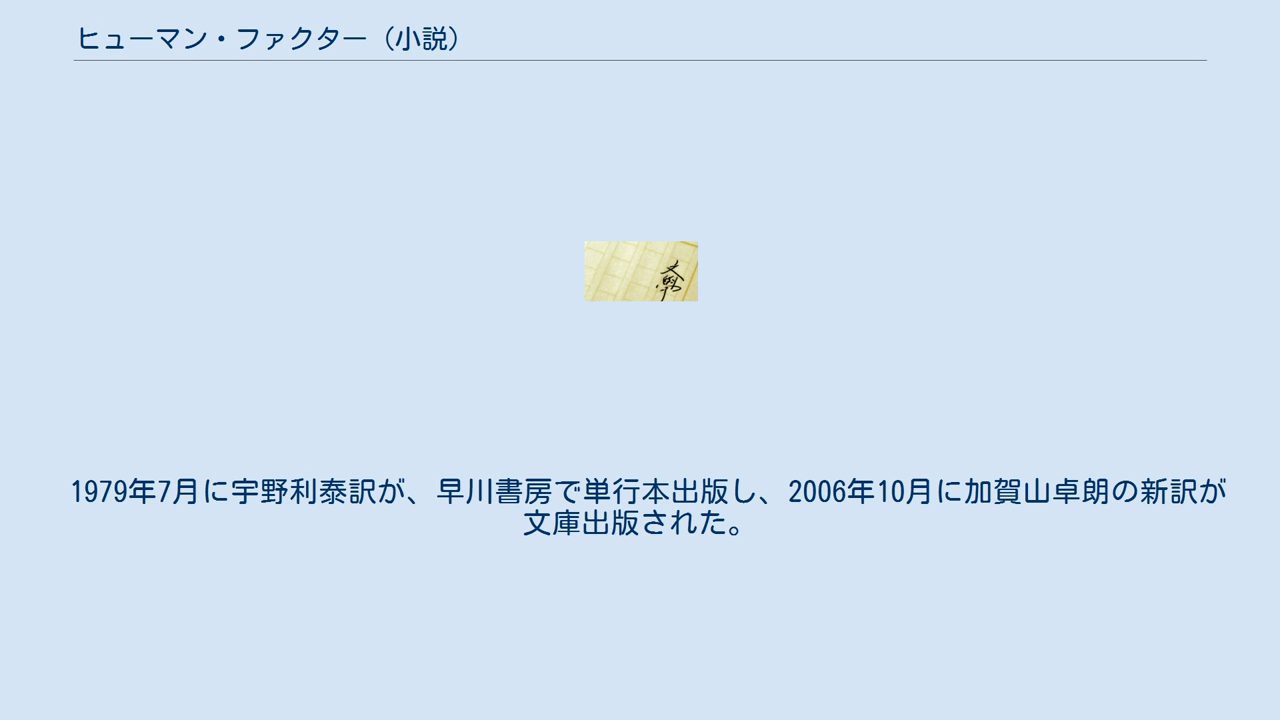 ヒューマン・ファクター（小説）
1979年7月に宇野利泰訳が、早川書房で単行本出版し、2006年10月に加賀山卓朗の新訳が
文庫出版された。